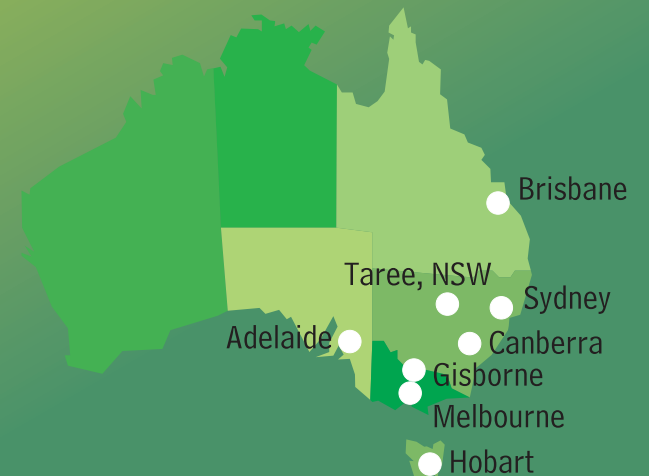 Brisbane
Taree, NSW
Sydney
Adelaide
Canberra
Gisborne
Melbourne
Hobart